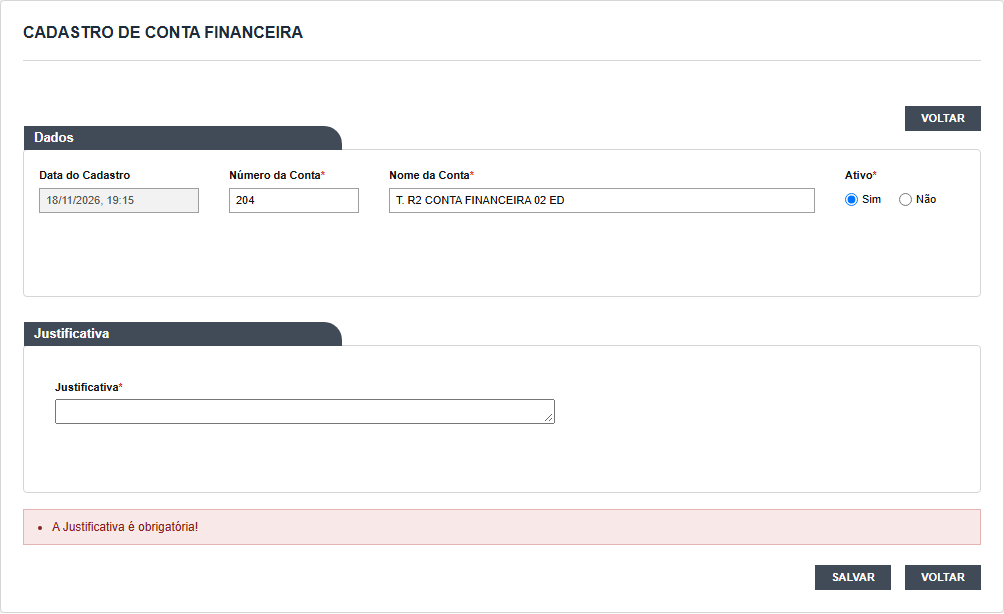 CADASTRO DE CONTA FINANCEIRA
VOLTAR
Dados
Data do Cadastro Número da Conta* Nome da Conta* Ativo*
18/11/2026, 19:15 204 T. R2 CONTA FINANCEIRA 02 ED Sim Não
Justificativa
Justificativa*
• A Justificativa é obrigatória!
SALVAR VOLTAR